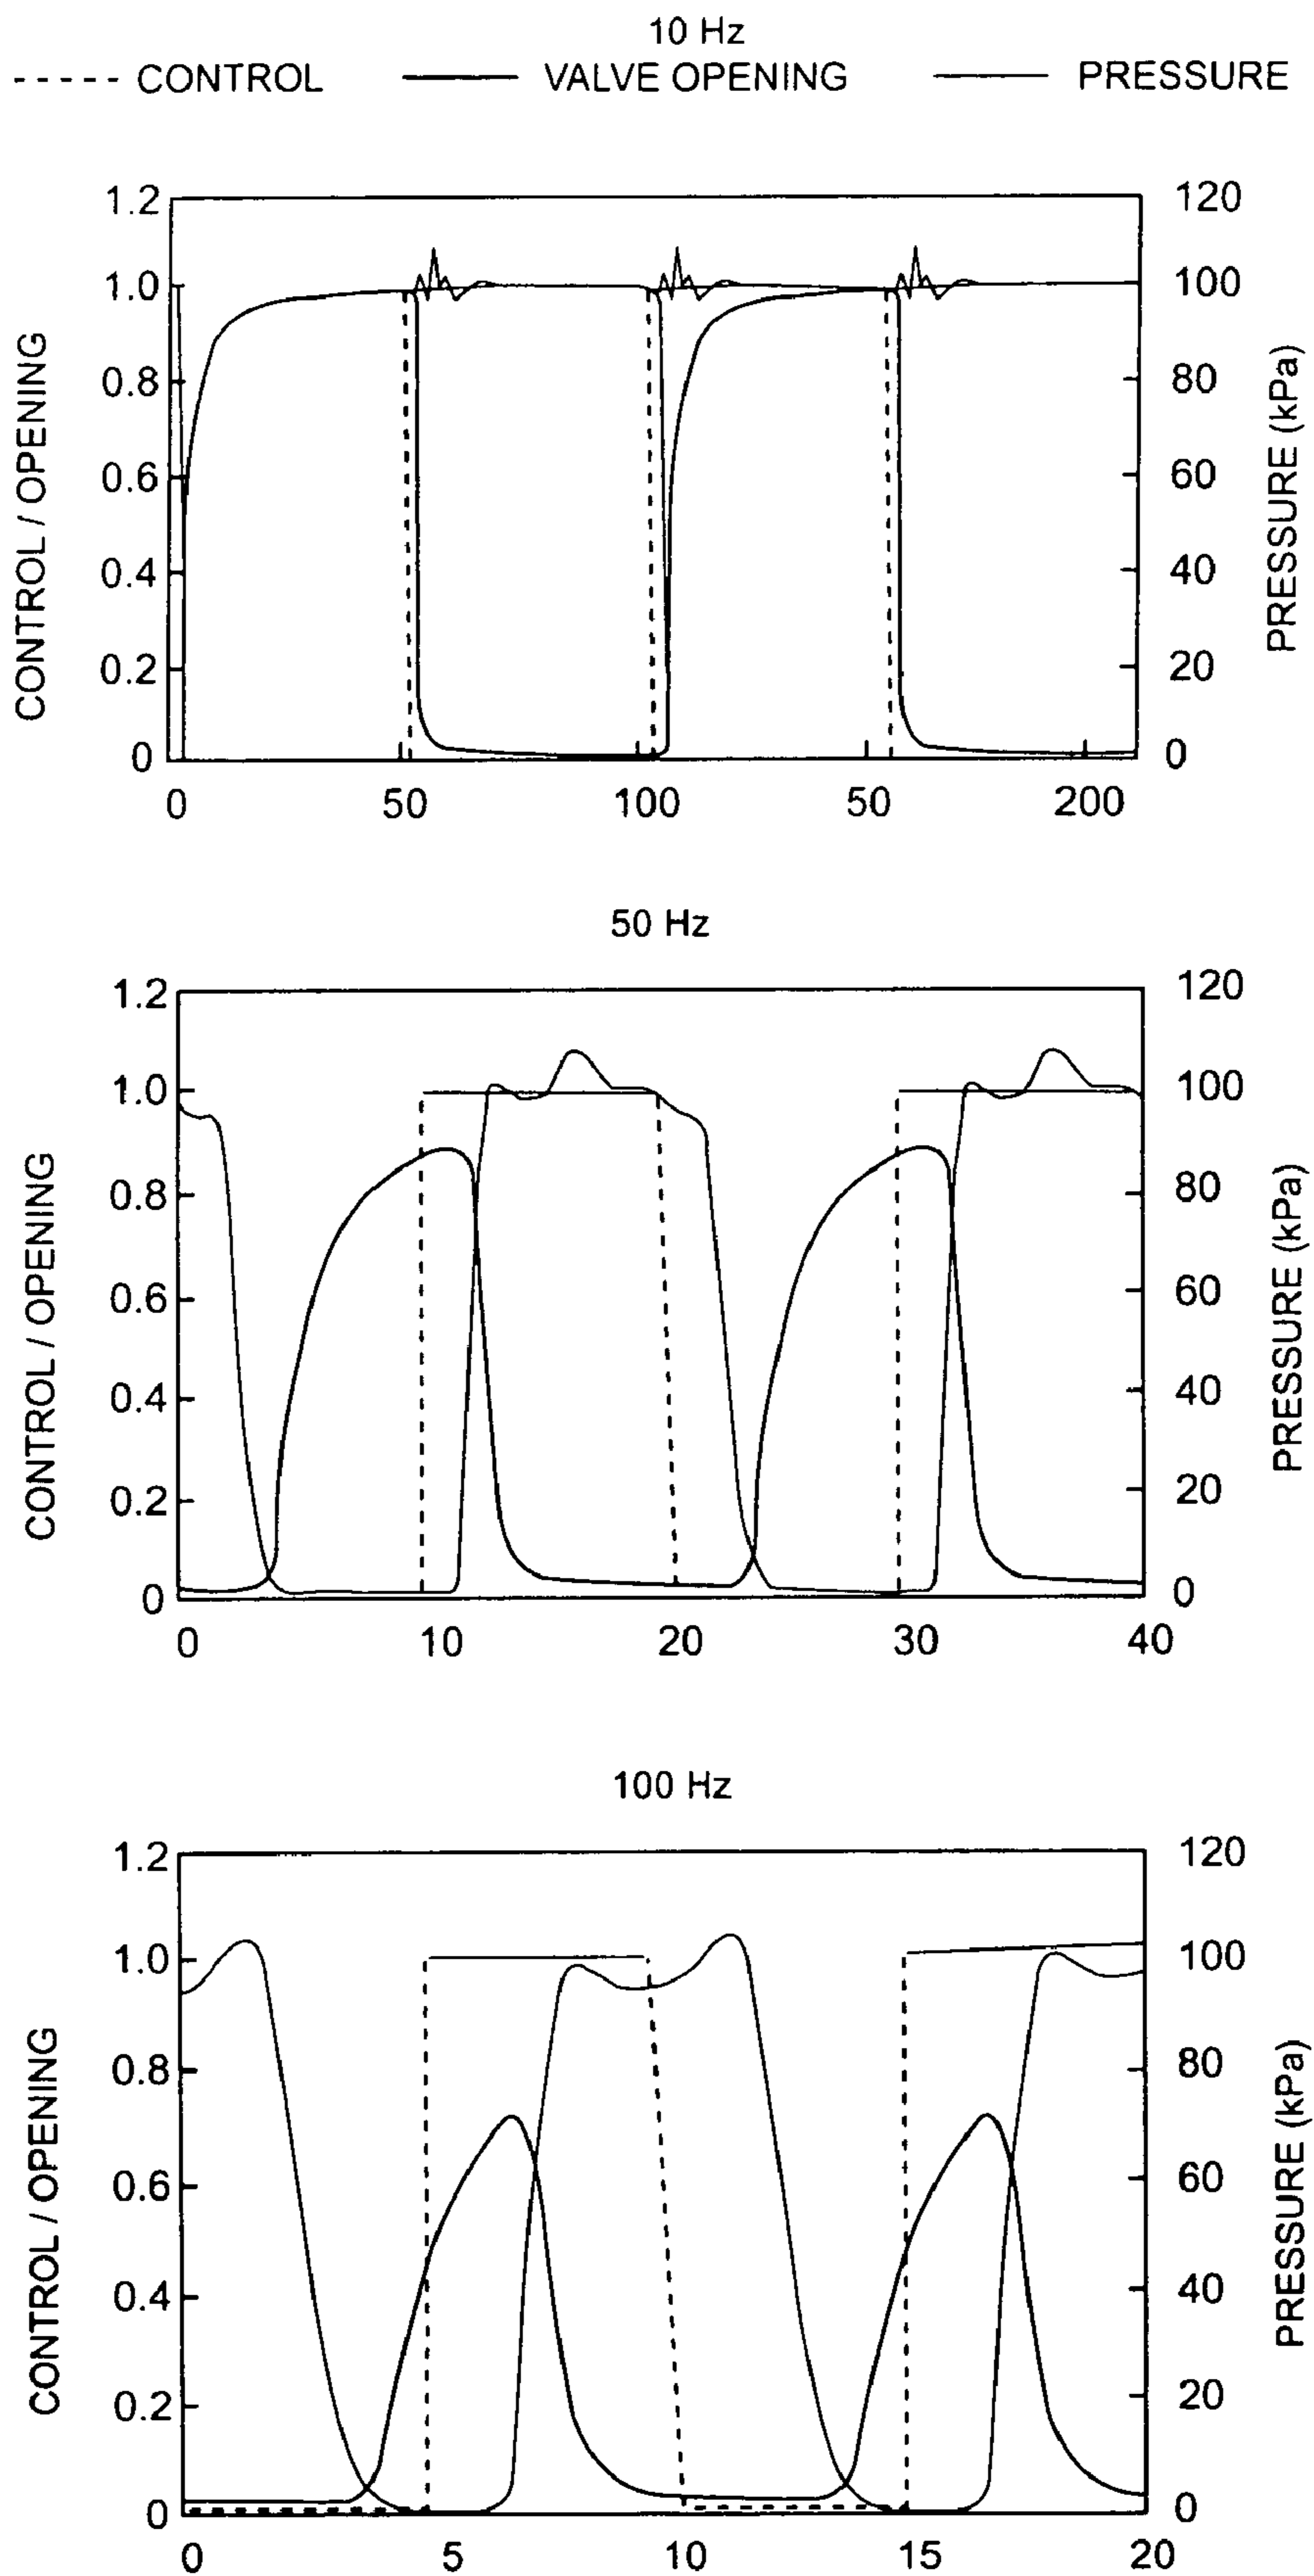 10 Hz
CONTROL VALVE OPENING PRESSURE
1.2 120
1.0 100
0.8 80
0.6 60
0.4 40
0.2 20
0 0
CONTROL / OPENING
PRESSURE (kPa)
0 50 100 50 200
50 Hz
1.2 120
1.0 100
0.8 80
0.6 60
0.4 40
0.2 20
0 0
CONTROL / OPENING
PRESSURE (kPa)
0 10 20 30 40
100 Hz
1.2 120
1.0 100
0.8 80
0.6 60
0.4 40
0.2 20
0 0
CONTROL / OPENING
PRESSURE (kPa)
0 5 10 15 20